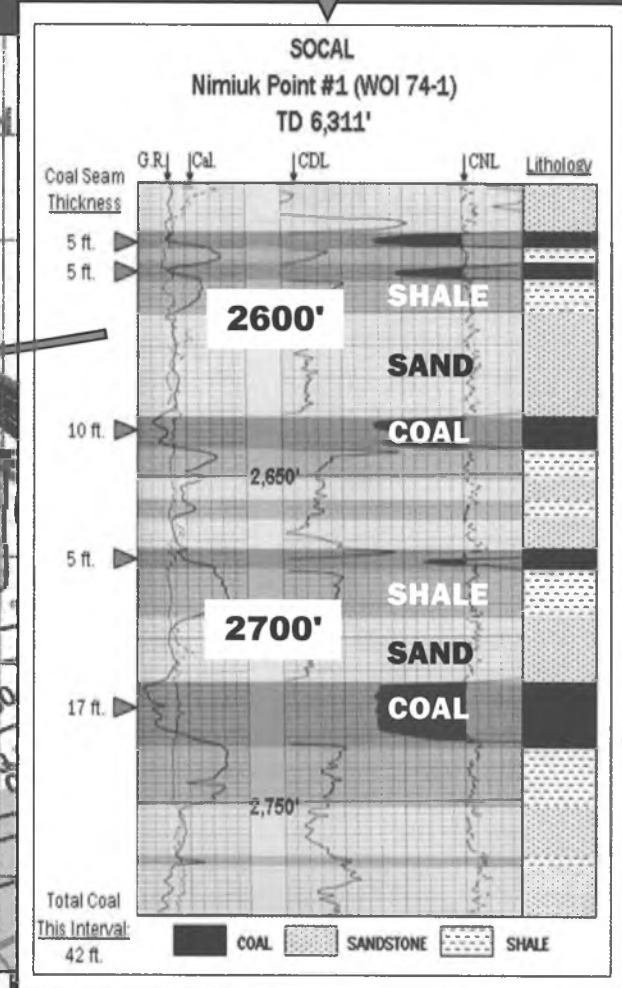 SOCAL
Nimiuk Point #1 (WOI 74-1)
TD 6,311'
G.R. Cal. CDL CNL Lithology
Coal Seam
Thickness
5 ft.
5 ft.
SHALE
2600'
SAND
10 ft.
COAL
2,650'
5 ft.
SHALE
2700'
SAND
17 ft.
COAL
2,750'
Total Coal
This Interval:
42 ft.
COAL SANDSTONE SHALE